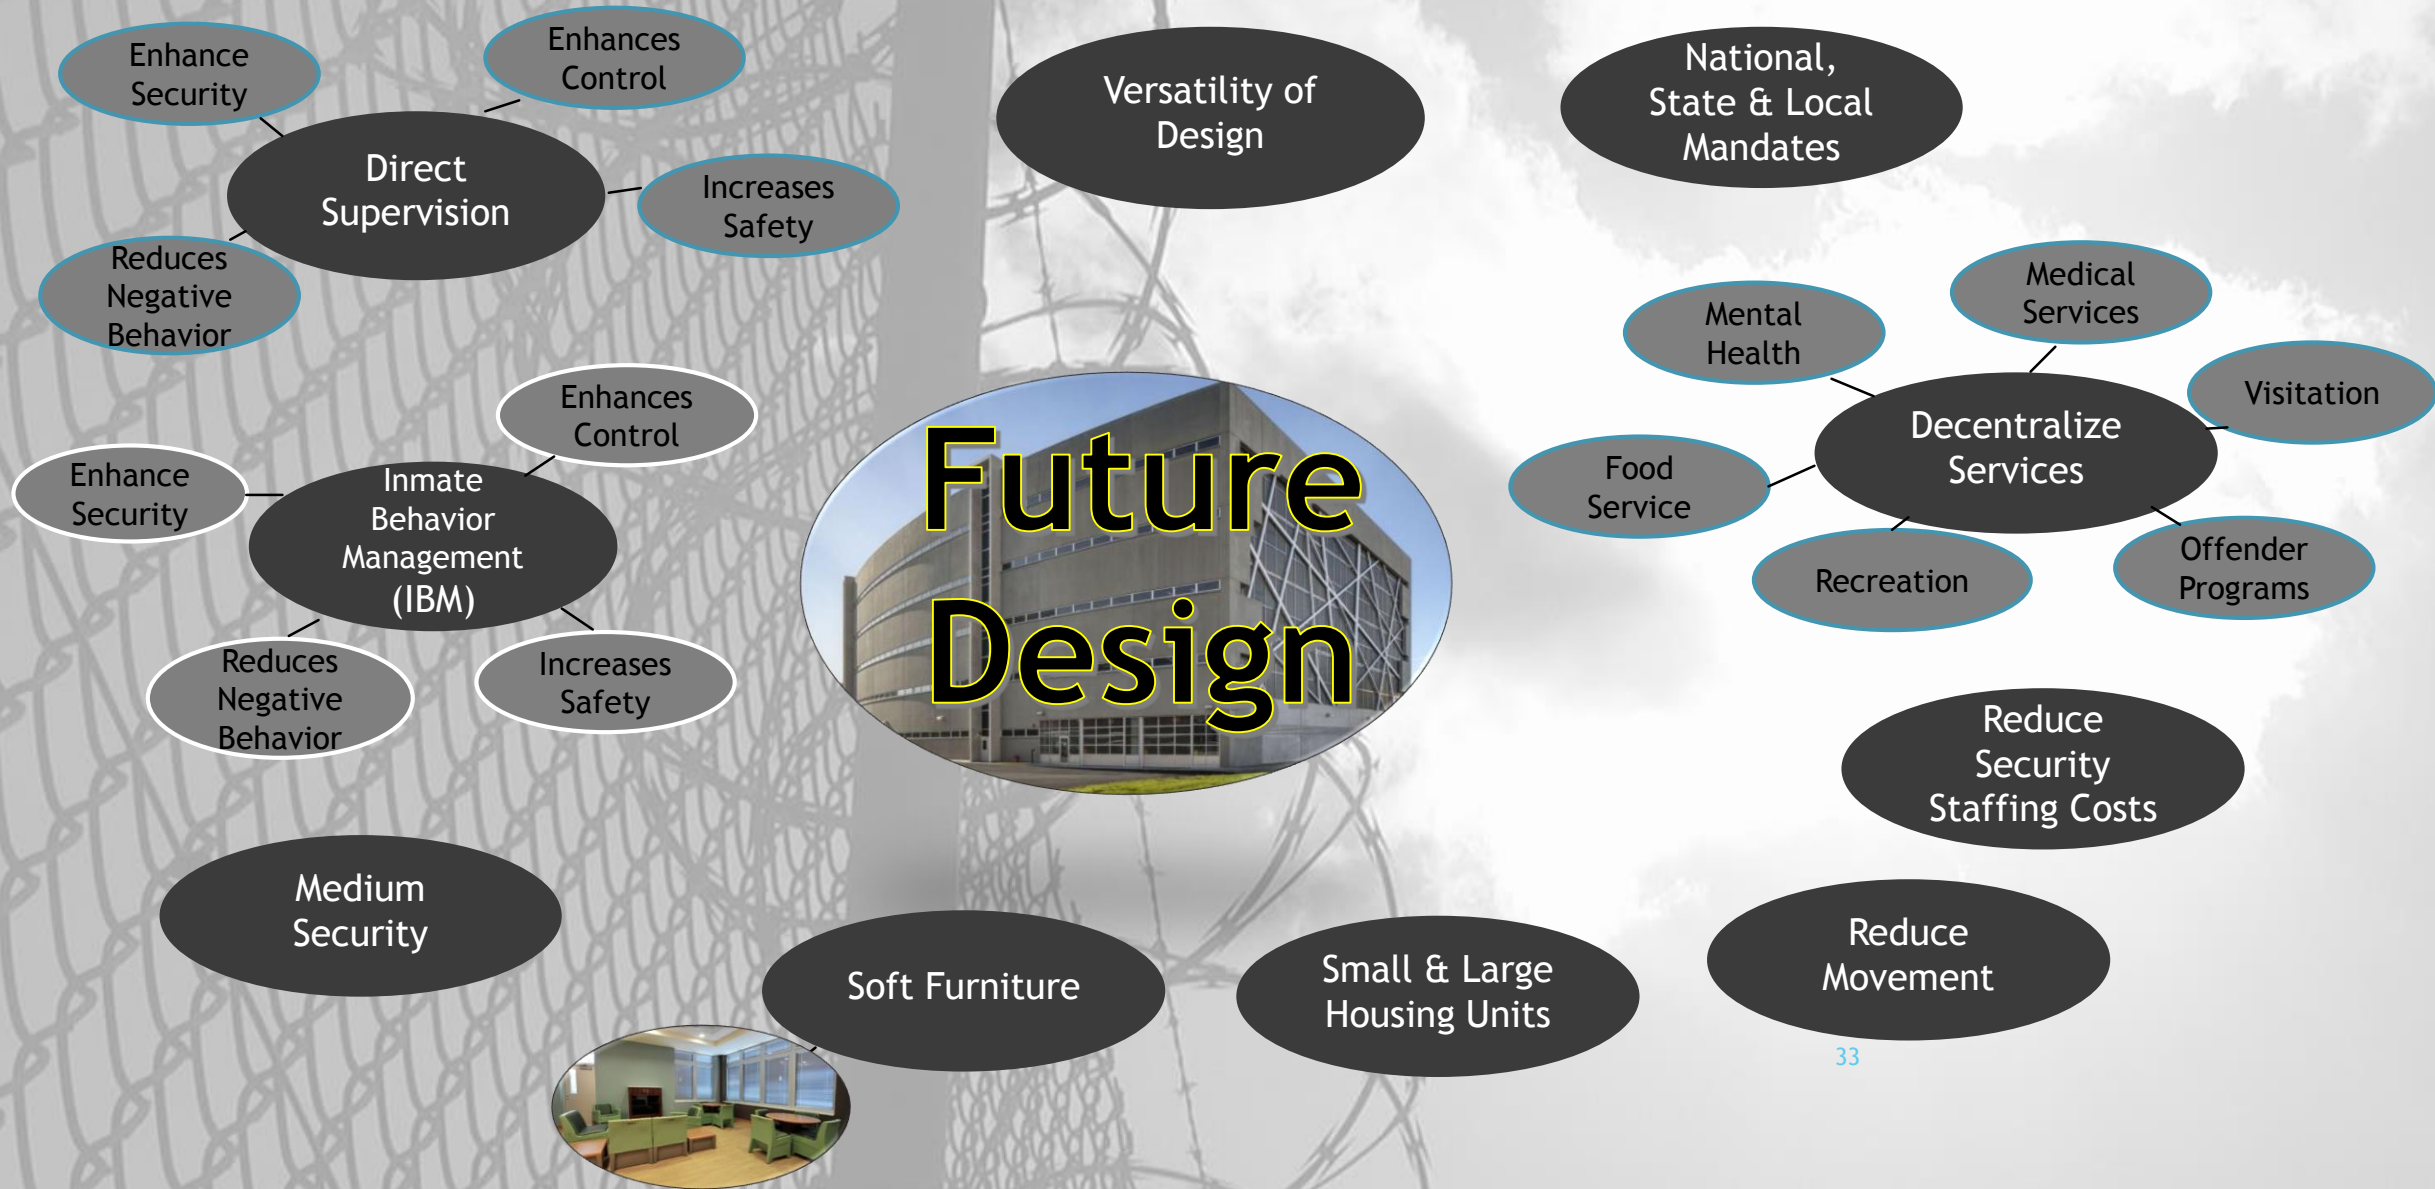 Enhance
Security
Enhances
Control
Direct
Supervision
Increases
Safety
Reduces
Negative
Behavior
Versatility of
Design
National,
State & Local
Mandates
Mental
Health
Medical
Services
Visitation
Decentralize
Services
Food
Service
Recreation
Offender
Programs
Enhances
Control
Enhance
Security
Inmate
Behavior
Management
(IBM)
Reduces
Negative
Behavior
Increases
Safety
Future
Design
Reduce
Security
Staffing Costs
Medium
Security
Soft Furniture
Small & Large
Housing Units
Reduce
Movement
33